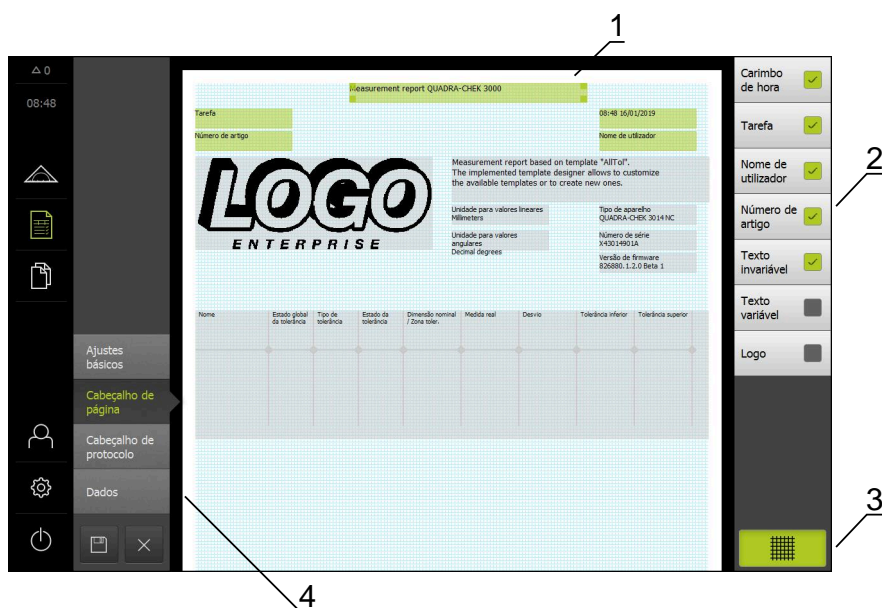 1
0
08:48
Ajustes
básicos
Cabeçalho de
página
Cabeçalho de
protocolo
Dados
Measurement report QUADRA-CHEK 3000
Tarefa
08:48 16/01/2019
Número de artigo
Nome de utilizador
LOGO
ENTERPRISE
Measurement report based on template "AllTol".
The implemented template designer allows to customize
the available templates or to create new ones.
Unidade para valores lineares
Millimeters
Tipo de aparelho
QUADRA-CHEK 3014 NC
Unidade para valores
angulares
Decimal degrees
Número de série
X43014901A
Versão de firmware
826880.1.2.0 Beta 1
Nome
Estado global
da tolerância
Tipo de
tolerância
Estado da
tolerância
Dimensão nominal
/ Zona toler.
Medida real
Desvio
Tolerância inferior
Tolerância superior
Carimbo
de hora
Tarefa
Nome de
utilizador
Número de
artigo
Texto
invariável
Texto
variável
Logo
2
3
4